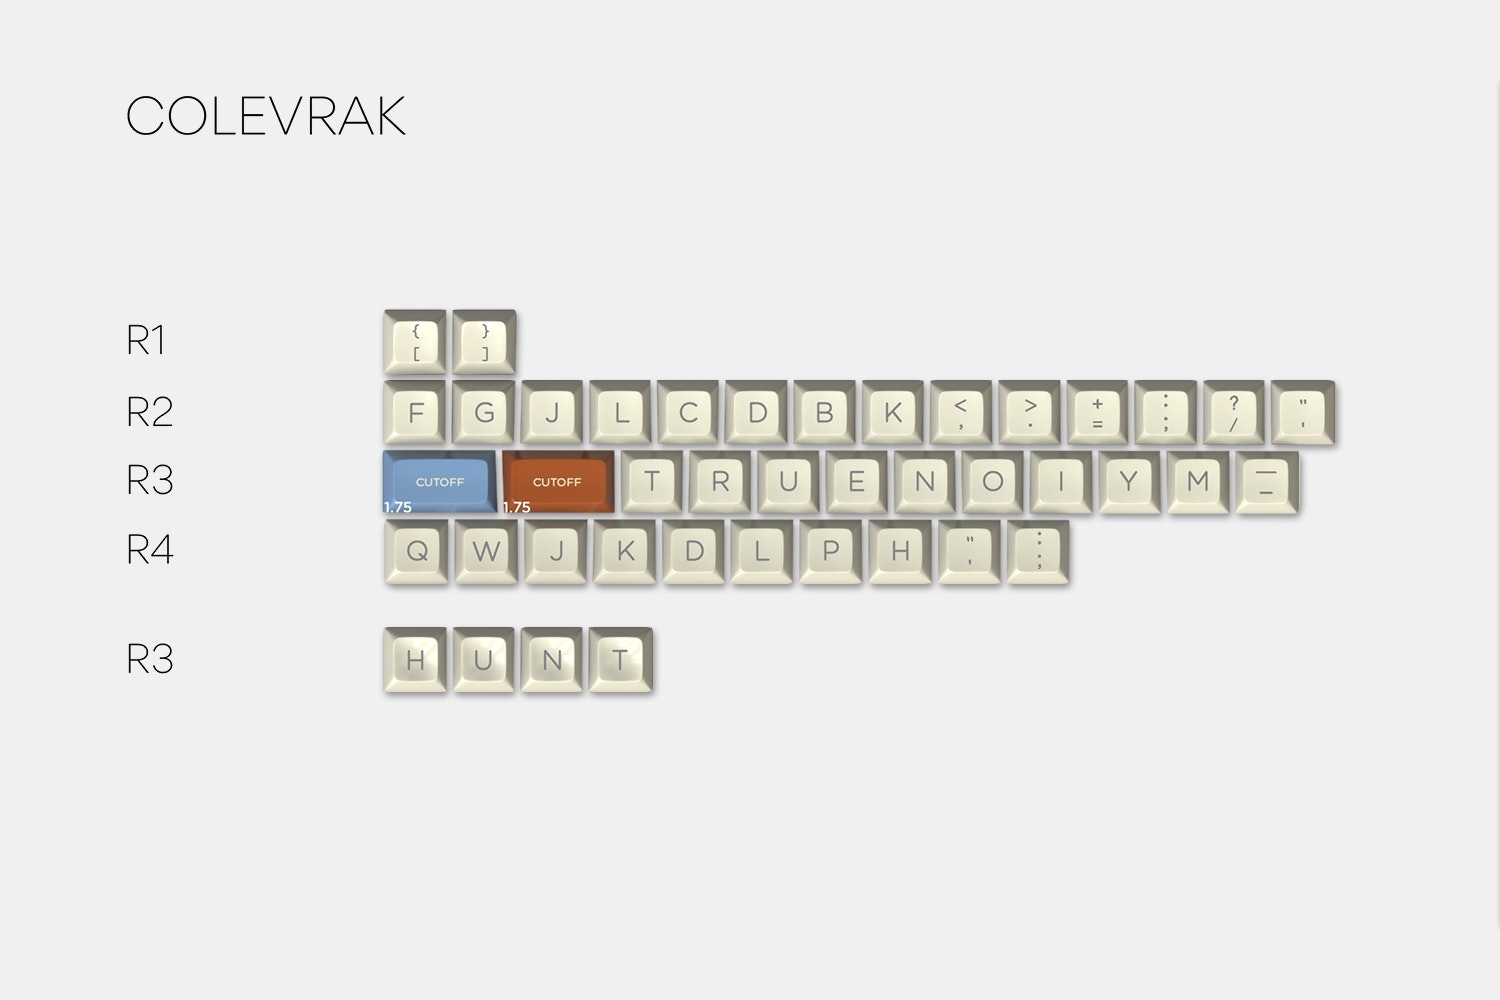 COLEVRAK
R1 { [ } ]
R2 F G J L C D B K < , > . + = : ; ? / " '
R3 CUTOFF 1.75 CUTOFF 1.75 T R U E N O I Y M — _
R4 Q W J K D L P H " ' : ;
R3 H U N T